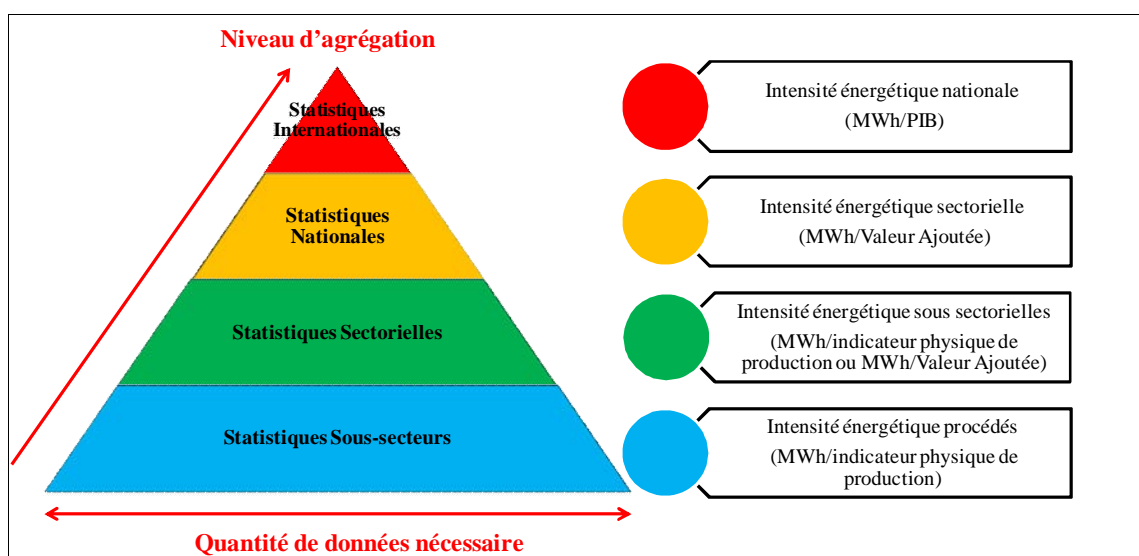 Niveau d'agrégation
Statistiques
Internationales
Statistiques
Nationales
Statistiques Sectorielles
Statistiques Sous-secteurs
Quantité de données nécessaire
Intensité énergétique nationale
(MWh/PIB)
Intensité énergétique sectorielle
(MWh/Valeur Ajoutée)
Intensité énergétique sous sectorielles
(MWh/indicateur physique de
production ou MWh/Valeur Ajoutée)
Intensité énergétique procédés
(MWh/indicateur physique de
production)